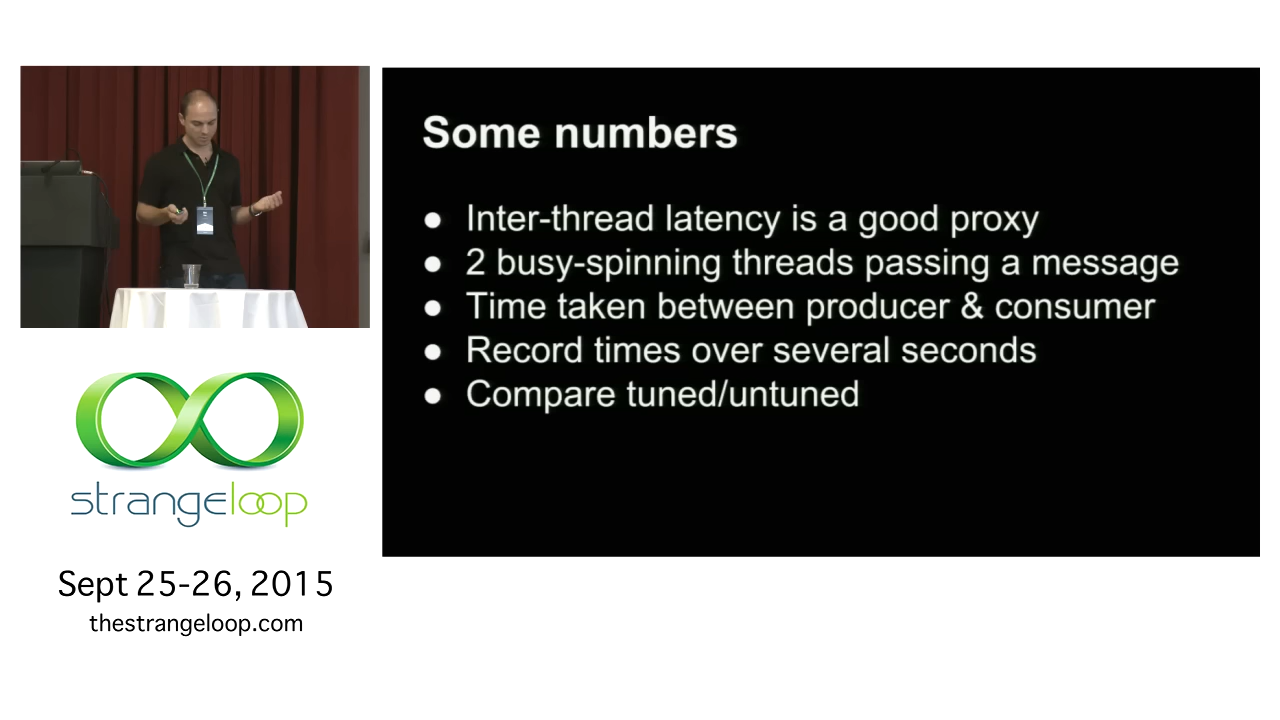 Some numbers
● Inter-thread latency is a good proxy
● 2 busy-spinning threads passing a message
● Time taken between producer & consumer
● Record times over several seconds
● Compare tuned/untuned
strangeloop
Sept 25-26, 2015
thestrangeloop.com